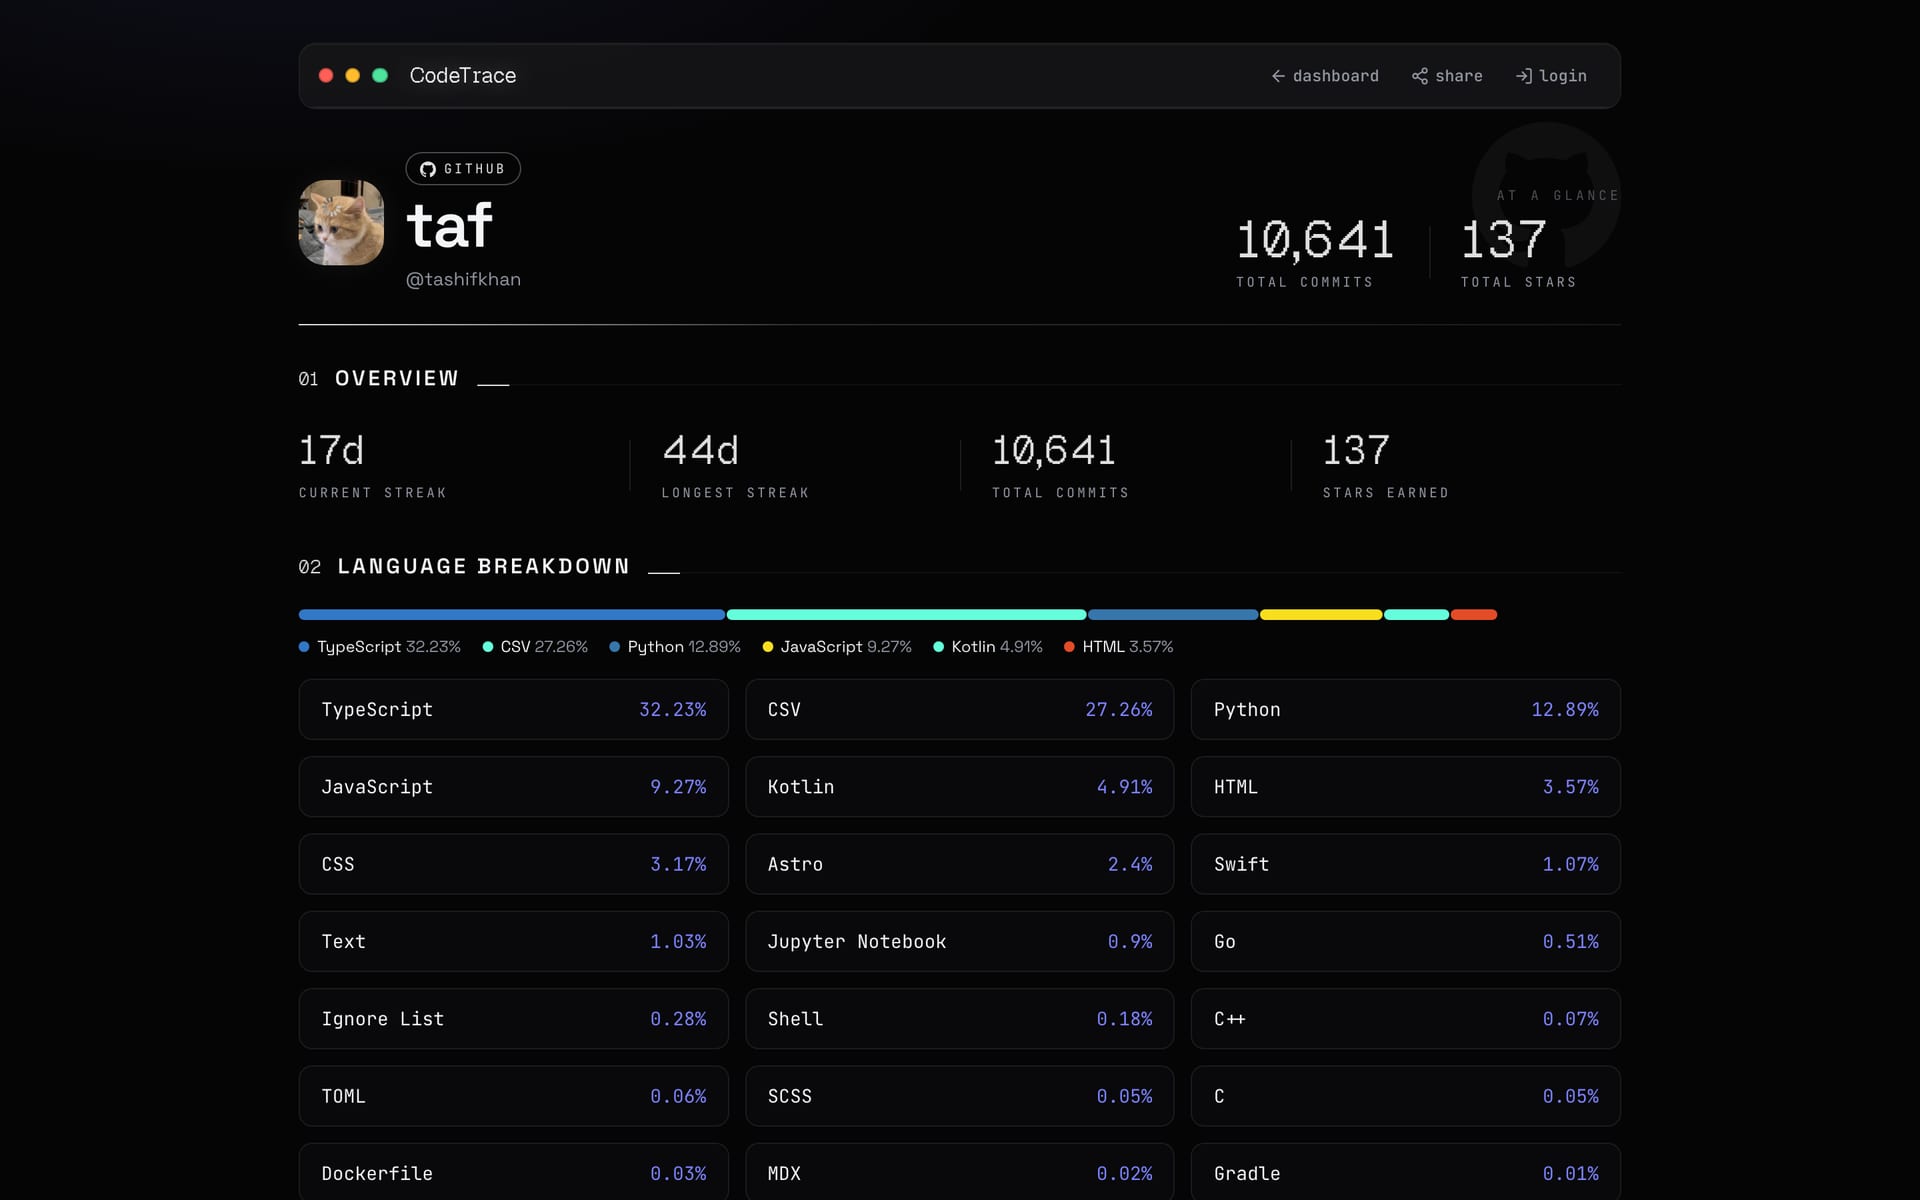 CodeTrace
dashboard share login
GITHUB
taf
@tashifkhan
AT A GLANCE
10,641 137
TOTAL COMMITS TOTAL STARS
01 OVERVIEW
17d 44d 10,641 137
CURRENT STREAK LONGEST STREAK TOTAL COMMITS STARS EARNED
02 LANGUAGE BREAKDOWN
TypeScript 32.23% CSV 27.26% Python 12.89% JavaScript 9.27% Kotlin 4.91% HTML 3.57%
TypeScript 32.23% CSV 27.26% Python 12.89%
JavaScript 9.27% Kotlin 4.91% HTML 3.57%
CSS 3.17% Astro 2.4% Swift 1.07%
Text 1.03% Jupyter Notebook 0.9% Go 0.51%
Ignore List 0.28% Shell 0.18% C++ 0.07%
TOML 0.06% SCSS 0.05% C 0.05%
Dockerfile 0.03% MDX 0.02% Gradle 0.01%